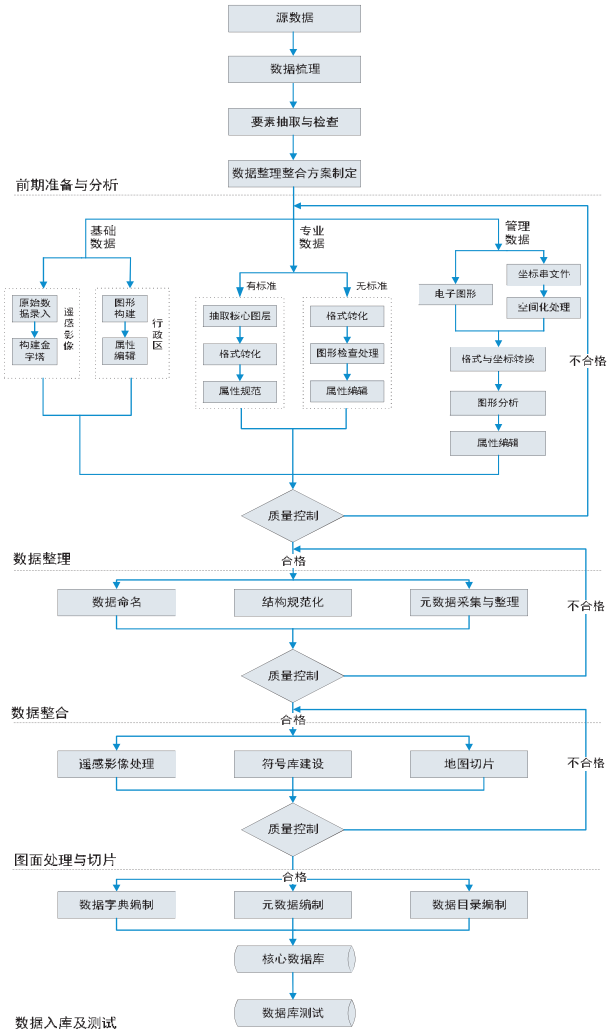 源数据
数据梳理
要素抽取与检查
数据整理整合方案制定
前期准备与分析
基础
数据
专业
数据
管理
数据
原始数
据录入
构建金
字塔
遥感影像
图形
构建
属性
编辑
行政区
有标准
抽取核心图层
格式转化
属性规范
无标准
格式转化
图形检查处理
属性编辑
电子图形
坐标串文件
空间化处理
格式与坐标转换
图形分析
属性编辑
不合格
质量控制
合格
数据整理
数据命名
结构规范化
元数据采集与整理
不合格
质量控制
合格
数据整合
遥感影像处理
符号库建设
地图切片
不合格
质量控制
合格
图面处理与切片
数据字典编制
元数据编制
数据目录编制
核心数据库
数据库测试
数据入库及测试